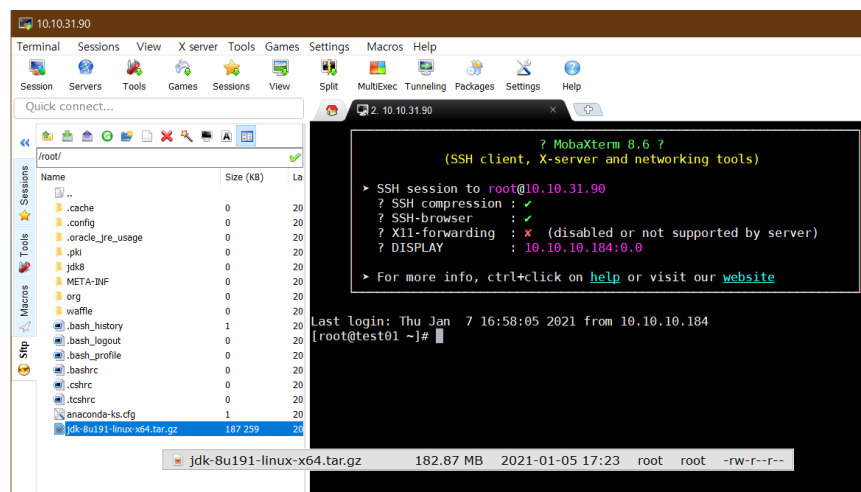 10.10.31.90
Terminal Sessions View X server Tools Games Settings Macros Help
Session Servers Tools Games Sessions View Split MultiExec Tunneling Packages Settings Help
Quick connect...
2. 10.10.31.90
/root/
Name Size (KB) La
..
.cache 0 20
.config 0 20
.oracle_jre_usage 0 20
.pki 0 20
jdk8 0 20
META-INF 0 20
org 0 20
waffle 0 20
.bash_history 1 20
.bash_logout 0 20
.bash_profile 0 20
.bashrc 0 20
.cshrc 0 20
.tcshrc 0 20
anaconda-ks.cfg 1 20
jdk-8u191-linux-x64.tar.gz 187 259 20
Sessions
Tools
Macros
Sftp
? MobaXterm 8.6 ?
(SSH client, X-server and networking tools)
➤ SSH session to root@10.10.31.90
? SSH compression : ✔
? SSH-browser : ✔
? X11-forwarding : ✘ (disabled or not supported by server)
? DISPLAY : 10.10.10.184:0.0
➤ For more info, ctrl+click on help or visit our website
Last login: Thu Jan 7 16:58:05 2021 from 10.10.10.184
[root@test01 ~]#
jdk-8u191-linux-x64.tar.gz 182.87 MB 2021-01-05 17:23 root root -rw-r--r--